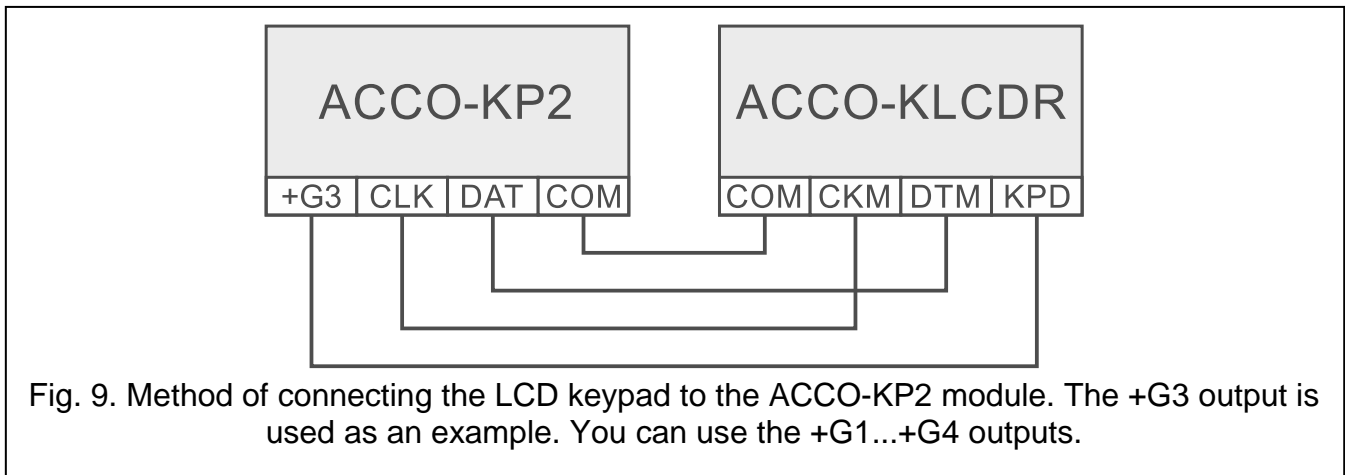 ACCO-KP2
ACCO-KLCDR
+G3 CLK DAT COM
COM CKM DTM KPD
Fig. 9. Method of connecting the LCD keypad to the ACCO-KP2 module. The +G3 output is
used as an example. You can use the +G1...+G4 outputs.